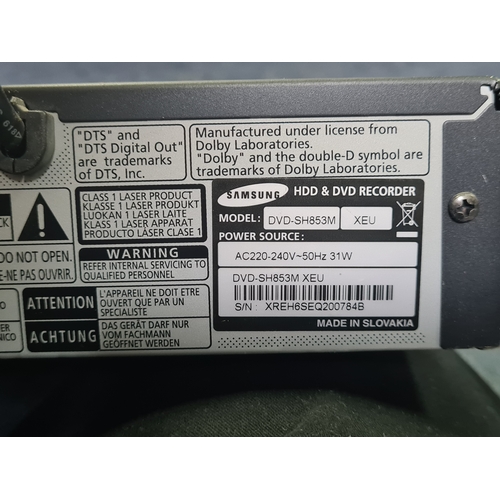 "DTS" and
"DTS Digital Out"
are trademarks
of DTS, Inc.
Manufactured under license from
Dolby Laboratories.
"Dolby" and the double-D symbol are
trademarks of Dolby Laboratories
CK
DO NOT OPEN.
NE PAS OUVRIR.
CLASS 1 LASER PRODUCT
KLASSE 1 LASER PRODUKT
LUOKAN 1 LASER LAITE
KLASS 1 LASER APPARAT
PRODUCTO LÁSER CLASE 1
WARNING
REFER INTERNAL SERVICING TO
QUALIFIED PERSONNEL
ATTENTION
L'APPAREIL NE DOIT ETRE
OUVERT QUE PAR UN
SPECIALISTE
ACHTUNG
DAS GERÄT DARF NUR
VOM FACHMANN
GEÖFFNET WERDEN
SAMSUNG HDD & DVD RECORDER
MODEL: DVD-SH853M XEU
POWER SOURCE:
AC220-240V~50Hz 31W
DVD-SH853M XEU
S/N: XREH6SEQ200784B
MADE IN SLOVAKIA